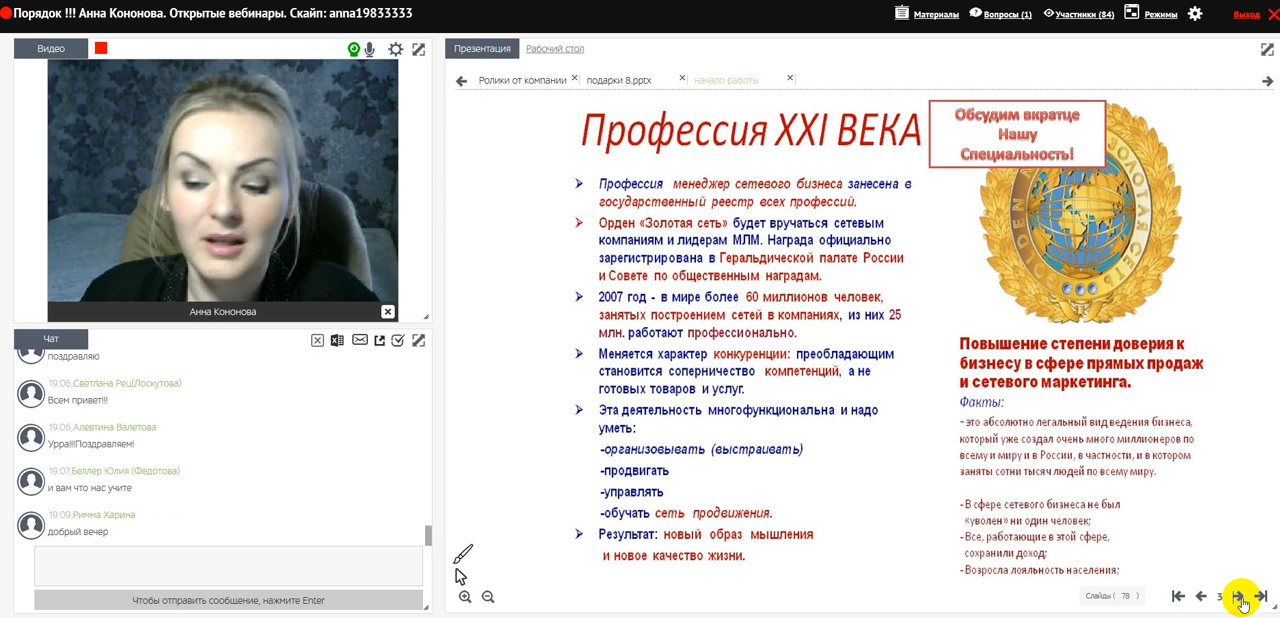 Порядок !!! Анна Кононова. Открытые вебинары. Скайп: anna19833333
Материалы
Вопросы (1)
Участники (84)
Режимы
Выход
Видео
Анна Кононова
Чат
поздравляю
19:06,Светлана Рец(Лоскутова)
Всем привет!!!
19:06,Алевтина Валетова
Урра!!!Поздравляем!
19:07,Беллер Юлия (Федотова)
и вам что нас учите
19:09,Римма Харина
добрый вечер
Чтобы отправить сообщение, нажмите Enter
Презентация
Рабочий стол
Ролики от компании
подарки 8.pptx
начало работы
Профессия XXI ВЕКА
Обсудим вкратце
Нашу
Специальность!
Профессия менеджер сетевого бизнеса занесена в
государственный реестр всех профессий.
Орден «Золотая сеть» будет вручаться сетевым
компаниям и лидерам МЛМ. Награда официально
зарегистрирована в Геральдической палате России
и Совете по общественным наградам.
2007 год - в мире более 60 миллионов человек,
занятых построением сетей в компаниях, из них 25
млн. работают профессионально.
Меняется характер конкуренции: преобладающим
становится соперничество компетенций, а не
готовых товаров и услуг.
Эта деятельность многофункциональна и надо
уметь:
-организовывать (выстраивать)
-продвигать
-управлять
-обучать сеть продвижения.
Результат: новый образ мышления
и новое качество жизни.
Повышение степени доверия к
бизнесу в сфере прямых продаж
и сетевого маркетинга.
Факты:
- это абсолютно легальный вид ведения бизнеса,
который уже создал очень много миллионеров по
всему и миру и в России, в частности, и в котором
заняты сотни тысяч людей по всему миру.
- В сфере сетевого бизнеса не был
«уволен» ни один человек;
- Все, работающие в этой сфере,
сохранили доход;
- Возросла лояльность населения;
Слайды ( 78 )
3